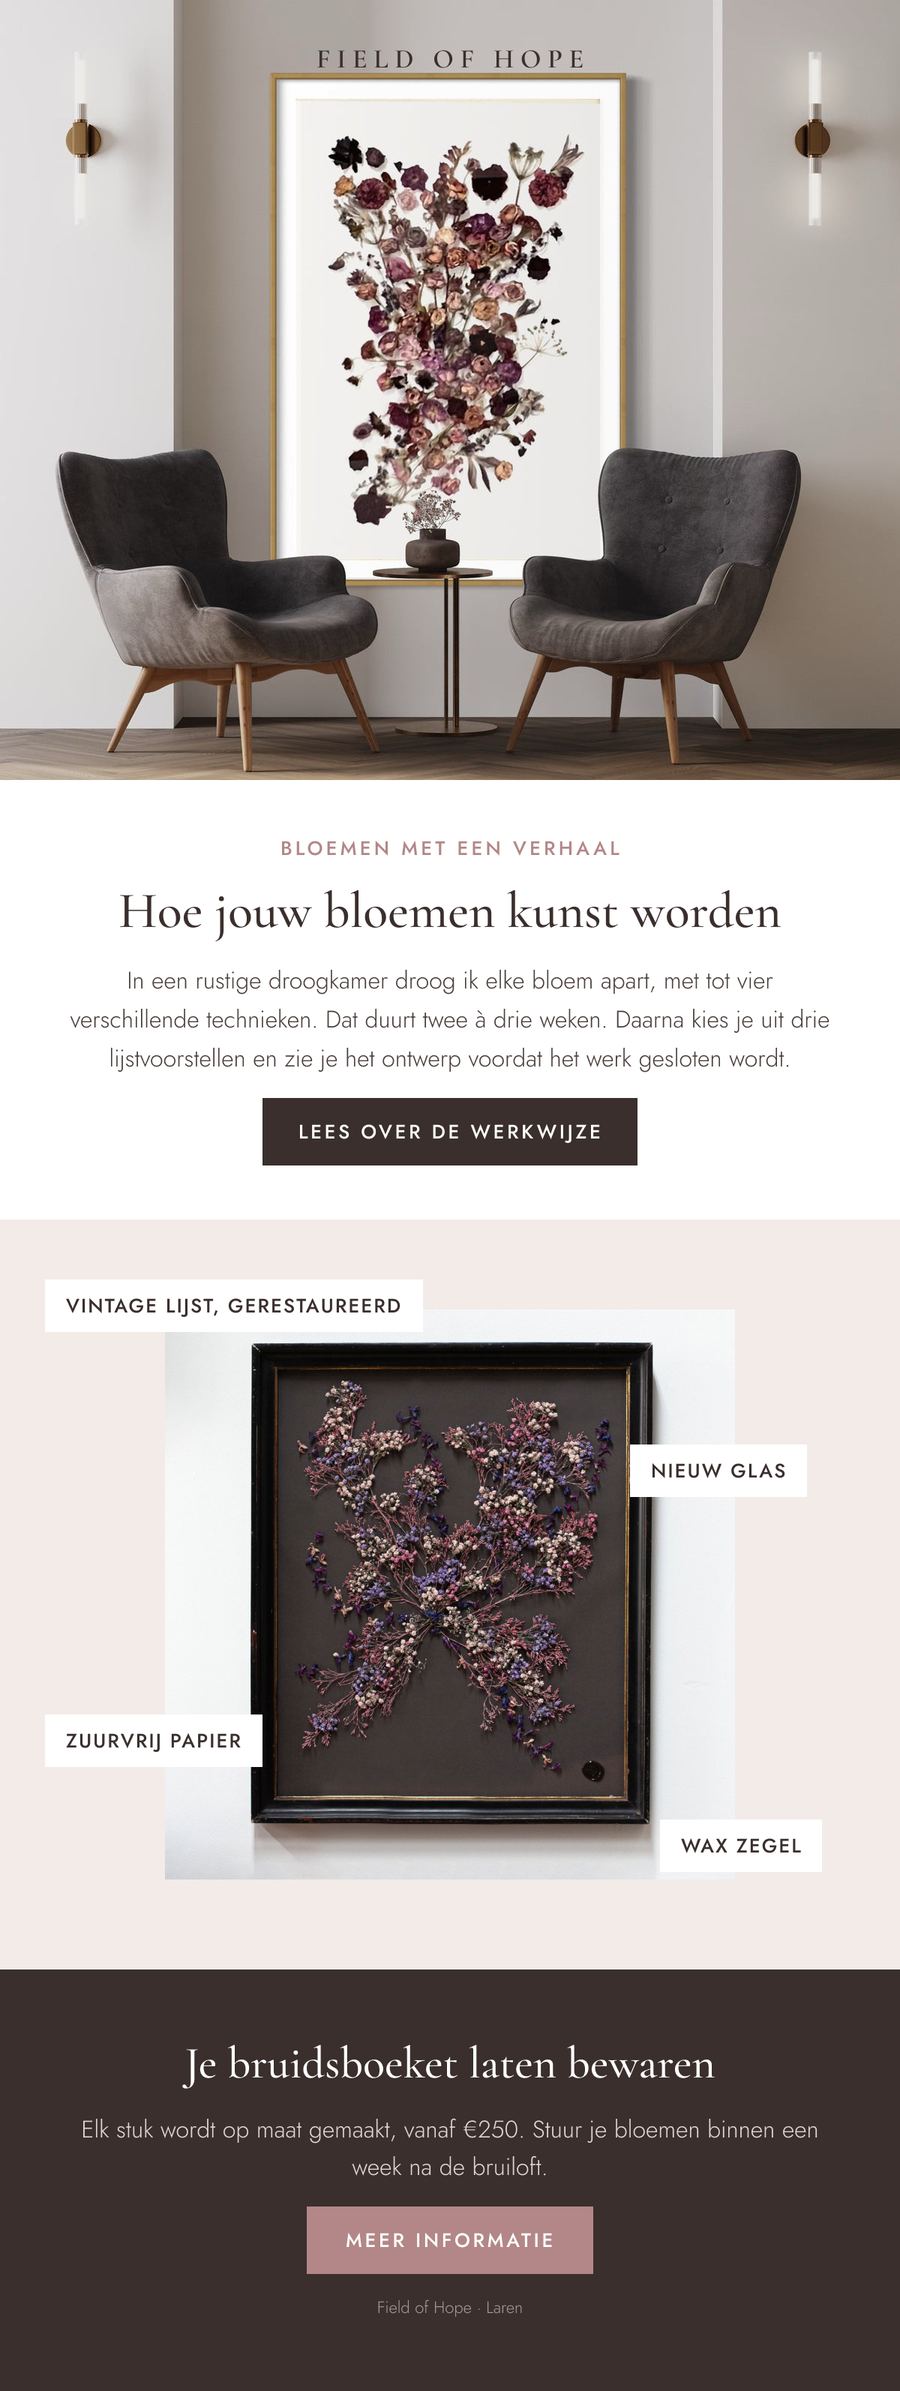 FIELD OF HOPE
BLOEMEN MET EEN VERHAAL
Hoe jouw bloemen kunst worden
In een rustige droogkamer droog ik elke bloem apart, met tot vier
verschillende technieken. Dat duurt twee à drie weken. Daarna kies je uit drie
lijstvoorstellen en zie je het ontwerp voordat het werk gesloten wordt.
LEES OVER DE WERKWIJZE
VINTAGE LIJST, GERESTAUREERD
NIEUW GLAS
ZUURVRIJ PAPIER
WAX ZEGEL
Je bruidsboeket laten bewaren
Elk stuk wordt op maat gemaakt, vanaf €250. Stuur je bloemen binnen een
week na de bruiloft.
MEER INFORMATIE
Field of Hope · Laren